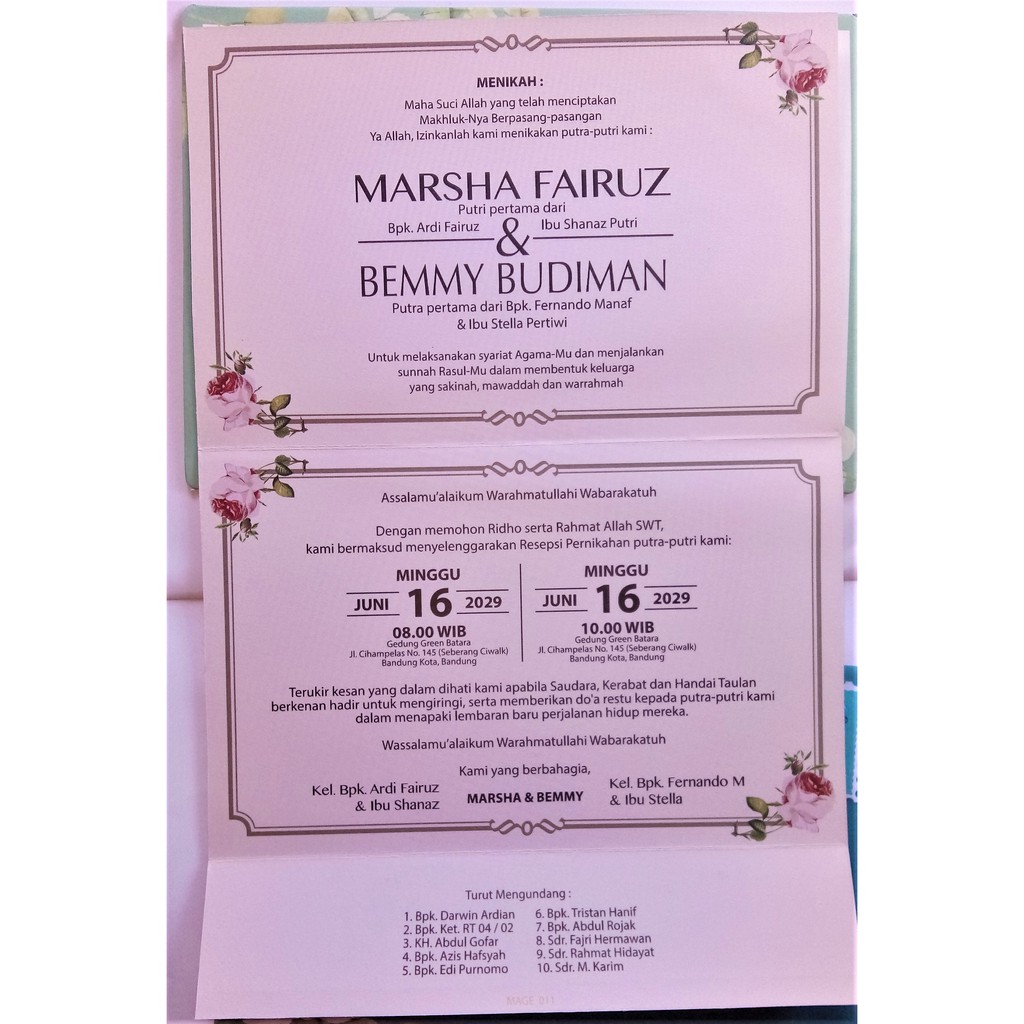 MENIKAH :
Maha Suci Allah yang telah menciptakan
Makhluk-Nya Berpasang-pasangan
Ya Allah, Izinkanlah kami menikakan putra-putri kami :
MARSHA FAIRUZ
Putri pertama dari
Bpk. Ardi Fairuz Ibu Shanaz Putri
&
BEMMY BUDIMAN
Putra pertama dari Bpk. Fernando Manaf
& Ibu Stella Pertiwi
Untuk melaksanakan syariat Agama-Mu dan menjalankan
sunnah Rasul-Mu dalam membentuk keluarga
yang sakinah, mawaddah dan warrahmah
Assalamu'alaikum Warahmatullahi Wabarakatuh
Dengan memohon Ridho serta Rahmat Allah SWT,
kami bermaksud menyelenggarakan Resepsi Pernikahan putra-putri kami:
MINGGU
JUNI 16 2029
08.00 WIB
Gedung Green Batara
Jl. Cihampelas No. 145 (Seberang Ciwalk)
Bandung Kota, Bandung
MINGGU
JUNI 16 2029
10.00 WIB
Gedung Green Batara
Jl. Cihampelas No. 145 (Seberang Ciwalk)
Bandung Kota, Bandung
Terukir kesan yang dalam dihati kami apabila Saudara, Kerabat dan Handai Taulan
berkenan hadir untuk mengiringi, serta memberikan do'a restu kepada putra-putri kami
dalam menapaki lembaran baru perjalanan hidup mereka.
Wassalamu'alaikum Warahmatullahi Wabarakatuh
Kami yang berbahagia,
Kel. Bpk. Ardi Fairuz
& Ibu Shanaz
MARSHA & BEMMY
Kel. Bpk. Fernando M
& Ibu Stella
Turut Mengundang :
1. Bpk. Darwin Ardian
2. Bpk. Ket. RT 04 / 02
3. KH. Abdul Gofar
4. Bpk. Azis Hafsyah
5. Bpk. Edi Purnomo
6. Bpk. Tristan Hanif
7. Bpk. Abdul Rojak
8. Sdr. Fajri Hermawan
9. Sdr. Rahmat Hidayat
10. Sdr. M. Karim
MAGE 011